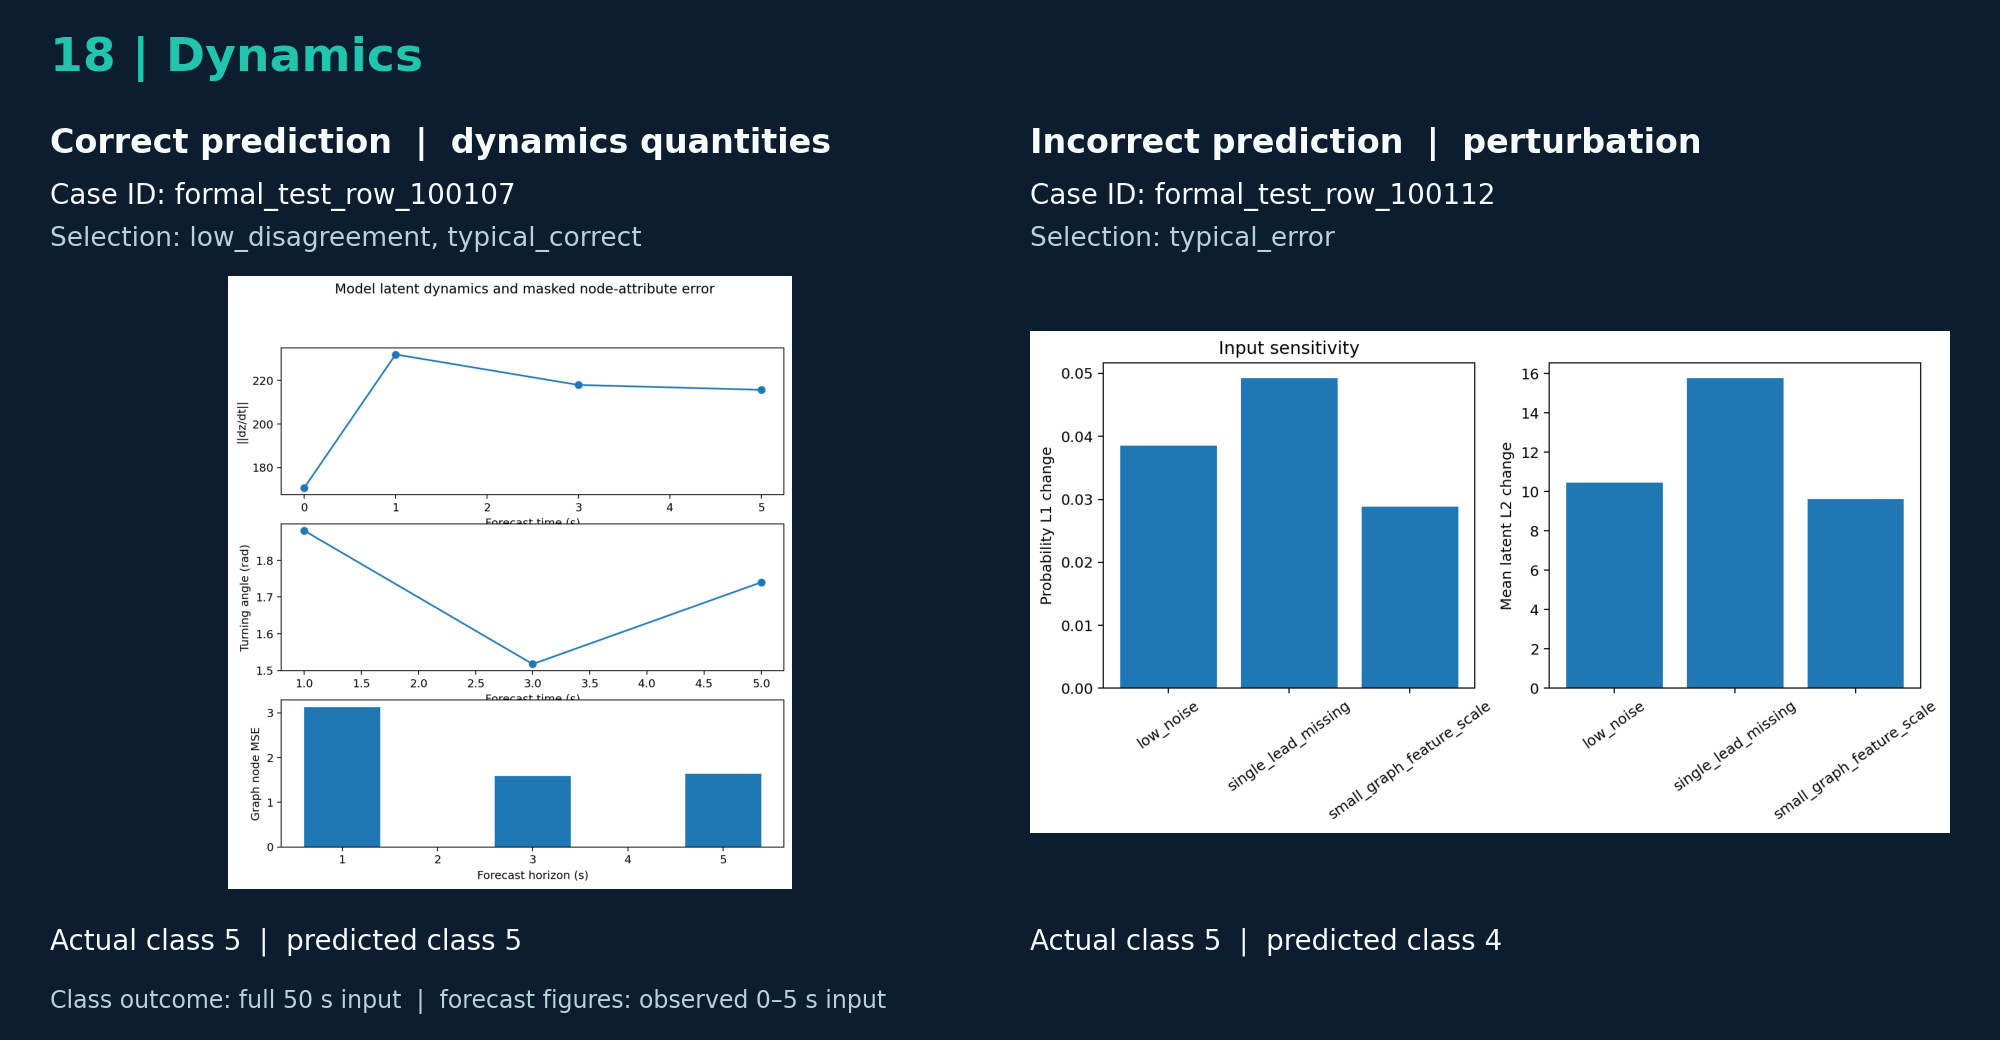 18 | Dynamics
Correct prediction | dynamics quantities
Case ID: formal_test_row_100107
Selection: low_disagreement, typical_correct
Model latent dynamics and masked node-attribute error
||dz/dt||
220
200
180
0 1 2 3 4 5
Forecast time (s)
Turning angle (rad)
1.8
1.7
1.6
1.5
1.0 1.5 2.0 2.5 3.0 3.5 4.0 4.5 5.0
Forecast time (s)
Graph node MSE
3
2
1
0
1 2 3 4 5
Forecast horizon (s)
Actual class 5 | predicted class 5
Class outcome: full 50 s input | forecast figures: observed 0–5 s input
Incorrect prediction | perturbation
Case ID: formal_test_row_100112
Selection: typical_error
Input sensitivity
Probability L1 change
0.05
0.04
0.03
0.02
0.01
0.00
low_noise
single_lead_missing
small_graph_feature_scale
Mean latent L2 change
16
14
12
10
8
6
4
2
0
low_noise
single_lead_missing
small_graph_feature_scale
Actual class 5 | predicted class 4